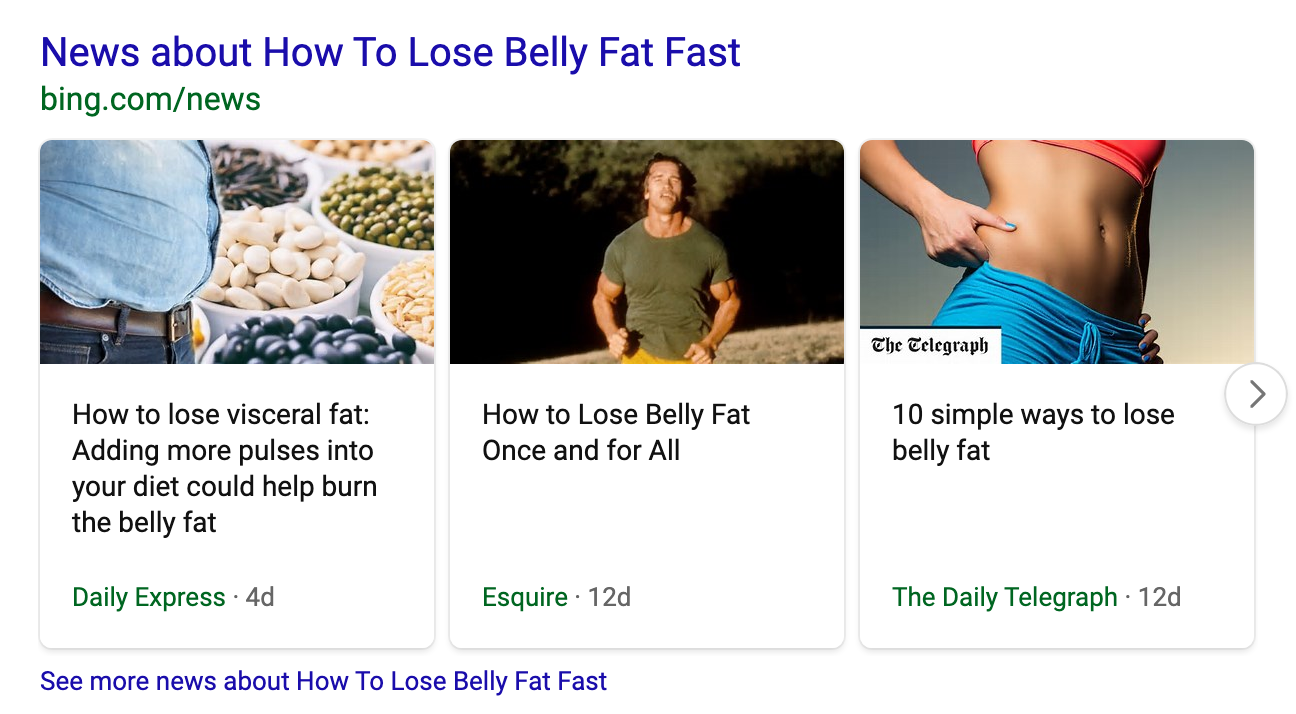 News about How To Lose Belly Fat Fast
bing.com/news
The Telegraph
How to lose visceral fat:
Adding more pulses into
your diet could help burn
the belly fat
Daily Express · 4d
How to Lose Belly Fat
Once and for All
Esquire · 12d
10 simple ways to lose
belly fat
The Daily Telegraph · 12d
See more news about How To Lose Belly Fat Fast